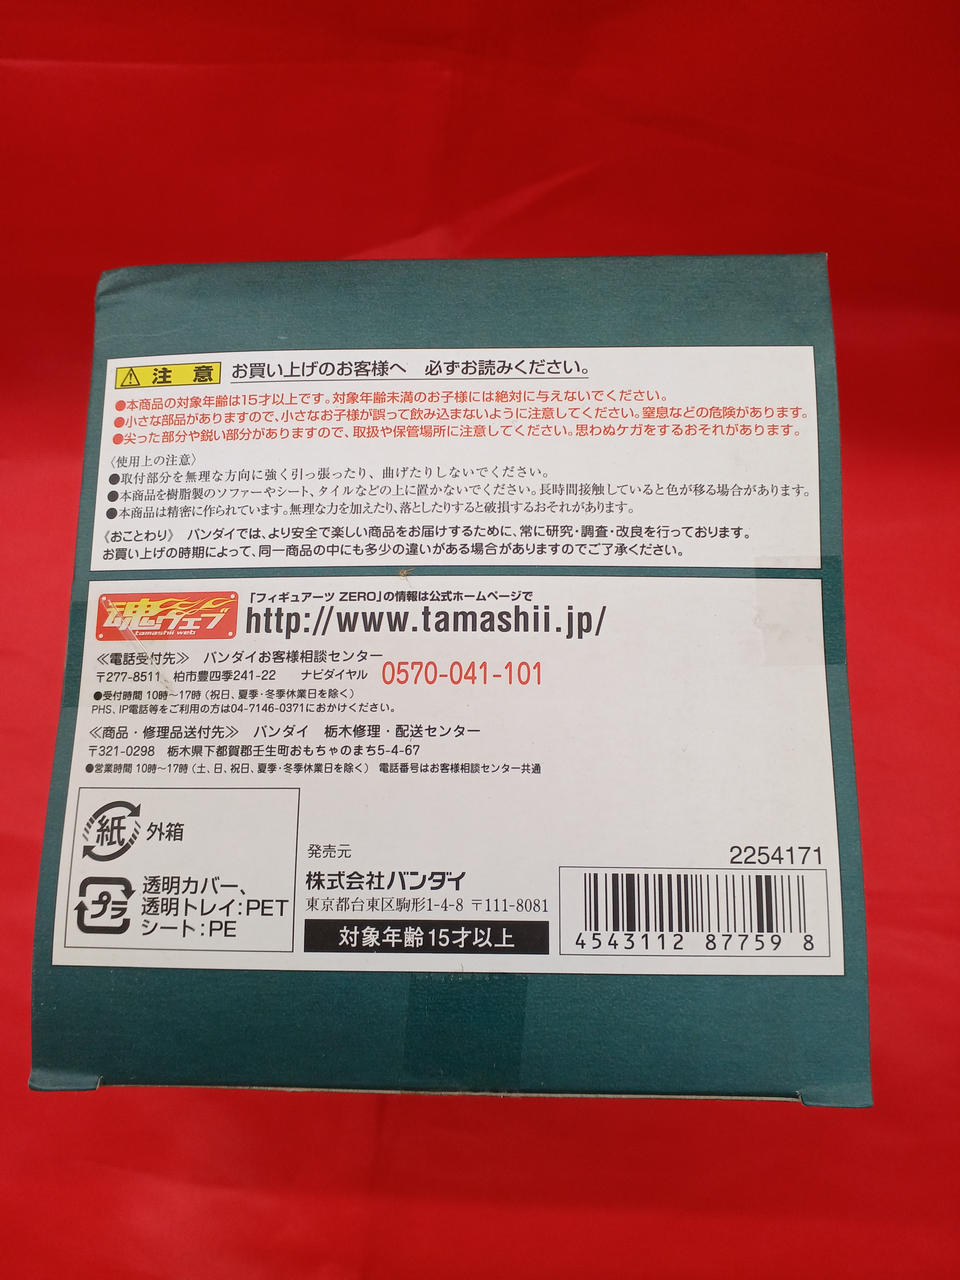 注意 お買い上げのお客様へ 必ずお読みください。
●本商品の対象年齢は15才以上です。対象年齢未満のお子様には絶対に与えないでください。
●小さな部品がありますので、小さなお子様が誤って飲み込まないように注意してください。窒息などの危険があります。
●尖った部分や鋭い部分がありますので、取扱や保管場所に注意してください。思わぬケガをするおそれがあります。
〈使用上の注意〉
●取付部分を無理な方向に強く引っ張ったり、曲げたりしないでください。
●本商品を樹脂製のソファーやシート、タイルなどの上に置かないでください。長時間接触していると色が移る場合があります。
●本商品は精密に作られています。無理な力を加えたり、落としたりすると破損するおそれがあります。
《おことわり》 バンダイでは、より安全で楽しい商品をお届けするために、常に研究・調査・改良を行っております。
お買い上げの時期によって、同一商品の中にも多少の違いがある場合がありますのでご了承ください。
魂ウェブ
tamashii web
「フィギュアーツ ZERO」の情報は公式ホームページで
http://www.tamashii.jp/
≪電話受付先≫ バンダイお客様相談センター
〒277-8511 柏市豊四季241-22 ナビダイヤル 0570-041-101
●受付時間 10時～17時（祝日、夏季・冬季休業日を除く）
PHS、IP電話等をご利用の方は04-7146-0371におかけください。
≪商品・修理品送付先≫ バンダイ 栃木修理・配送センター
〒321-0298 栃木県下都賀郡壬生町おもちゃのまち5-4-67
●営業時間 10時～17時（土、日、祝日、夏季・冬季休業日を除く） 電話番号はお客様相談センター共通
紙 外箱
プラ 透明カバー、
透明トレイ:PET
シート:PE
発売元
株式会社バンダイ
東京都台東区駒形1-4-8 〒111-8081
対象年齢15才以上
2254171
4543112 87759 8